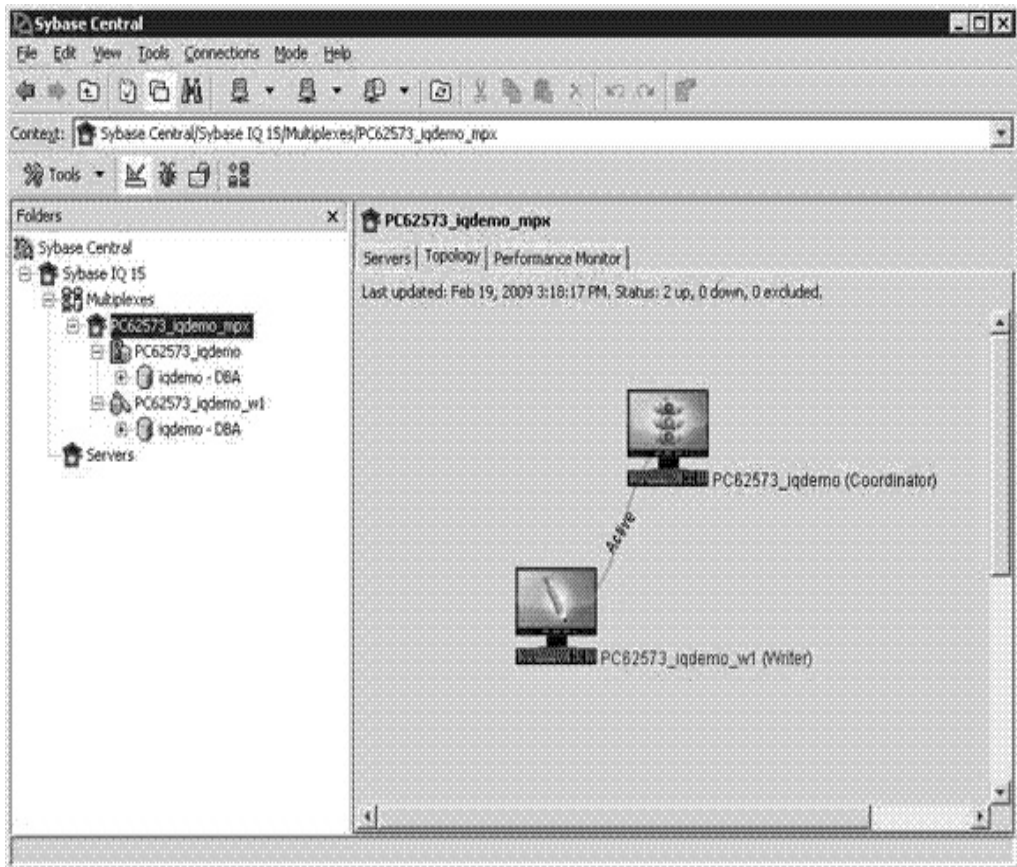 Sybase Central
File Edit View Tools Connections Mode Help
Context: Sybase Central/Sybase IQ 15/Multiplexes/PC62573_iqdemo_mpx
Tools
Folders
Sybase Central
Sybase IQ 15
Multiplexes
PC62573_iqdemo_mpx
PC62573_iqdemo
iqdemo - DBA
PC62573_iqdemo_w1
iqdemo - DBA
Servers
PC62573_iqdemo_mpx
Servers Topology Performance Monitor
Last updated: Feb 19, 2009 3:18:17 PM, Status: 2 up, 0 down, 0 excluded.
PC62573_iqdemo (Coordinator)
Active
PC62573_iqdemo_w1 (Writer)